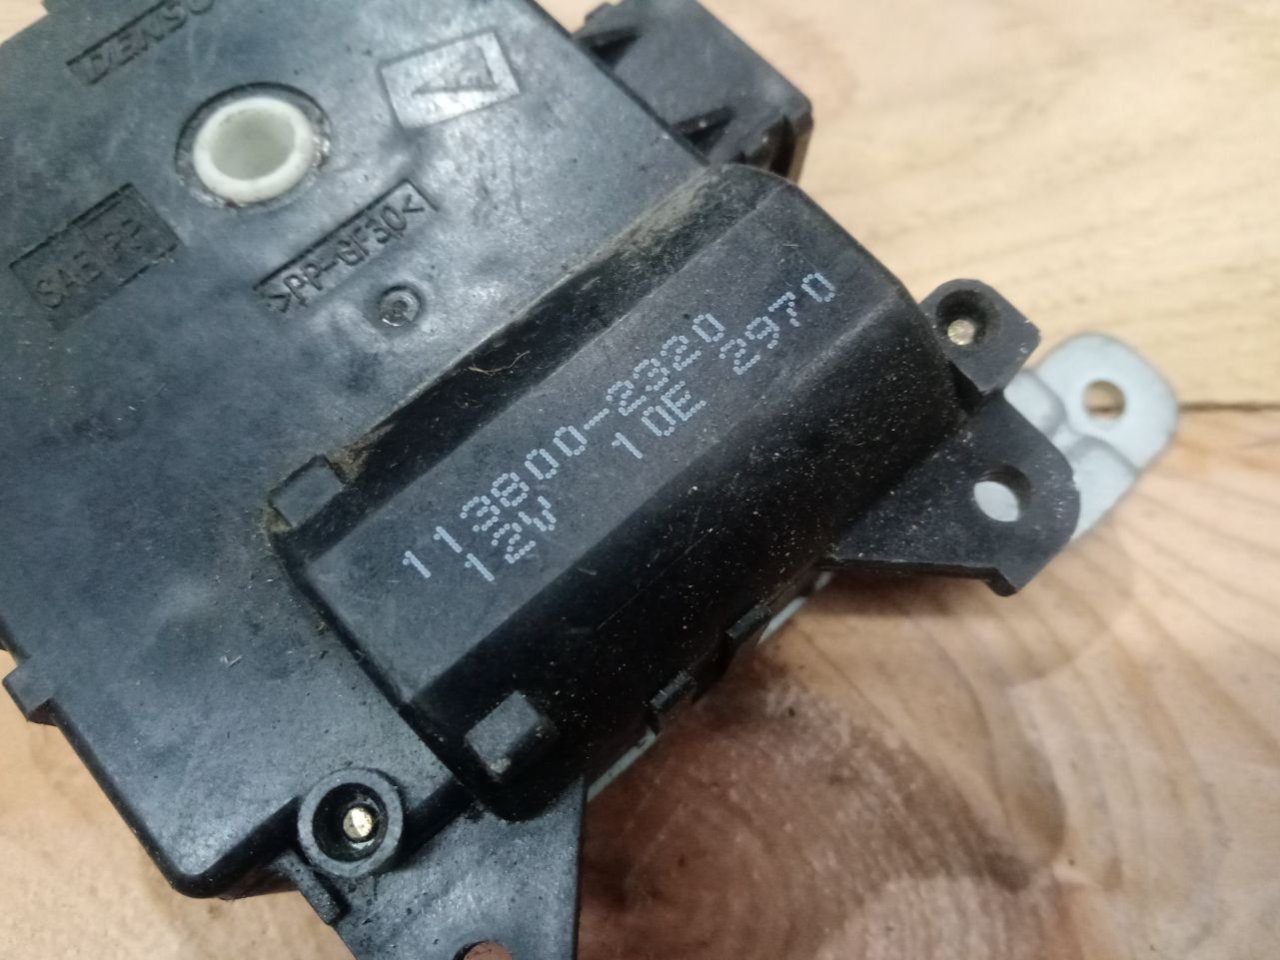 DENSO
>PP-GF30<
113800-2320
12V 10E 2970